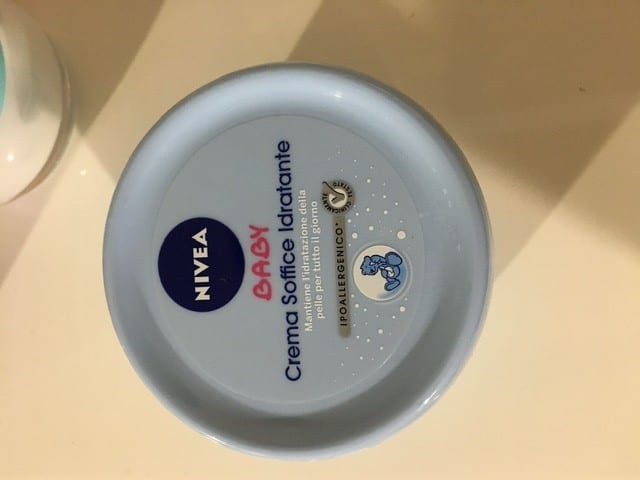 NIVEA
BABY
Crema Soffice Idratante
Mantiene l'idratazione della
pelle per tutto il giorno
IPOALLERGENICO*